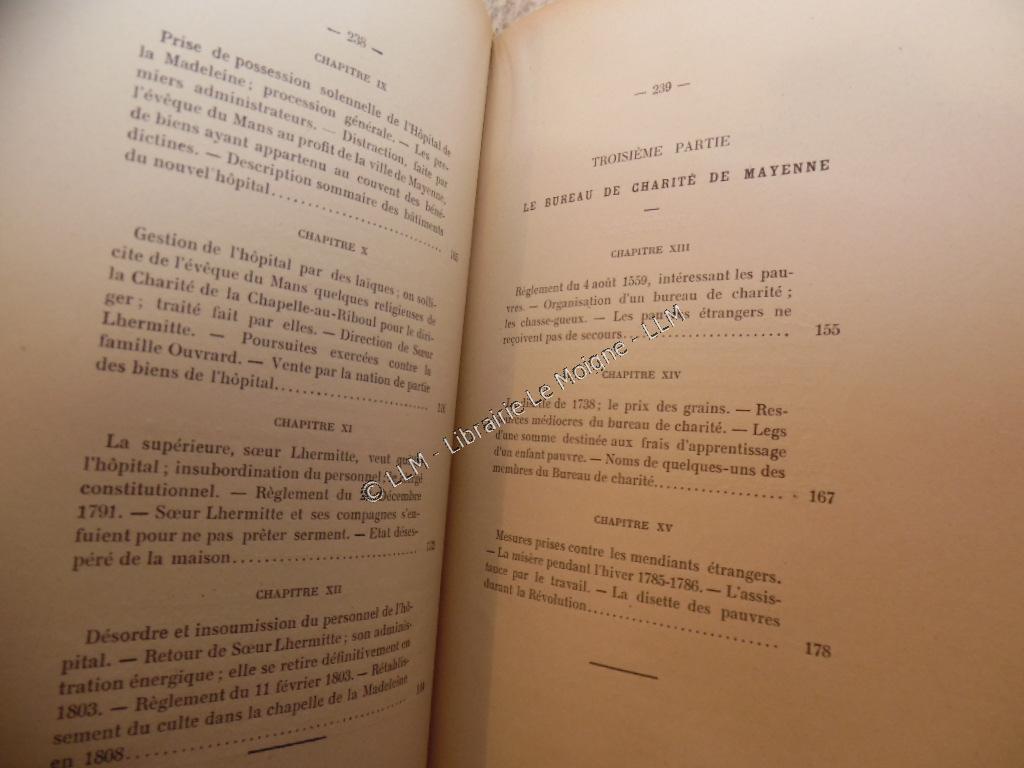 — 238 —
CHAPITRE IX
Prise de possession solennelle de l'Hôpital de
la Madeleine; procession générale. — Les pre-
miers administrateurs. — Distraction, faite par
l'évêque du Mans au profit de la ville de Mayenne,
de biens ayant appartenu au couvent des béné-
dictines. — Description sommaire des bâtiments
du nouvel hôpital
CHAPITRE X
Gestion de l'hôpital par des laïques; on solli-
cite de l'évêque du Mans quelques religieuses de
la Charité de la Chapelle-au-Riboul pour le diri-
ger; traité fait par elles. — Direction de Sœur
Lhermitte. — Poursuites exercées contre la
famille Ouvrard. — Vente par la nation de partie
des biens de l'hôpital
CHAPITRE XI
La supérieure, sœur Lhermitte, veut
l'hôpital; insubordination du personnel;
constitutionnel. — Règlement du Décembre
1791. — Sœur Lhermitte et ses compagnes s'en-
fuient pour ne pas prêter serment. — Etat déses-
péré de la maison
CHAPITRE XII
Désordre et insoumission du personnel de l'hô-
pital. — Retour de Sœur Lhermitte; son adminis-
tration énergique; elle se retire définitivement en
1803. — Règlement du 11 février 1803. — Rétablis-
sement du culte dans la chapelle de la Madeleine
en 1808
— 239 —
TROISIÈME PARTIE
LE BUREAU DE CHARITÉ DE MAYENNE
CHAPITRE XIII
Règlement du 4 août 1559, intéressant les pau-
vres. — Organisation d'un bureau de charité;
les chasse-gueux. — Les pauvres étrangers ne
reçoivent pas de secours 155
CHAPITRE XIV
La disette de 1738; le prix des grains. — Res-
sources médiocres du bureau de charité. — Legs
d'une somme destinée aux frais d'apprentissage
d'un enfant pauvre. — Noms de quelques-uns des
membres du Bureau de charité 167
CHAPITRE XV
Mesures prises contre les mendiants étrangers.
— La misère pendant l'hiver 1785-1786. — L'assis-
tance par le travail. — La disette des pauvres
durant la Révolution 178
© LLM - Librairie Le Moigne - LLM